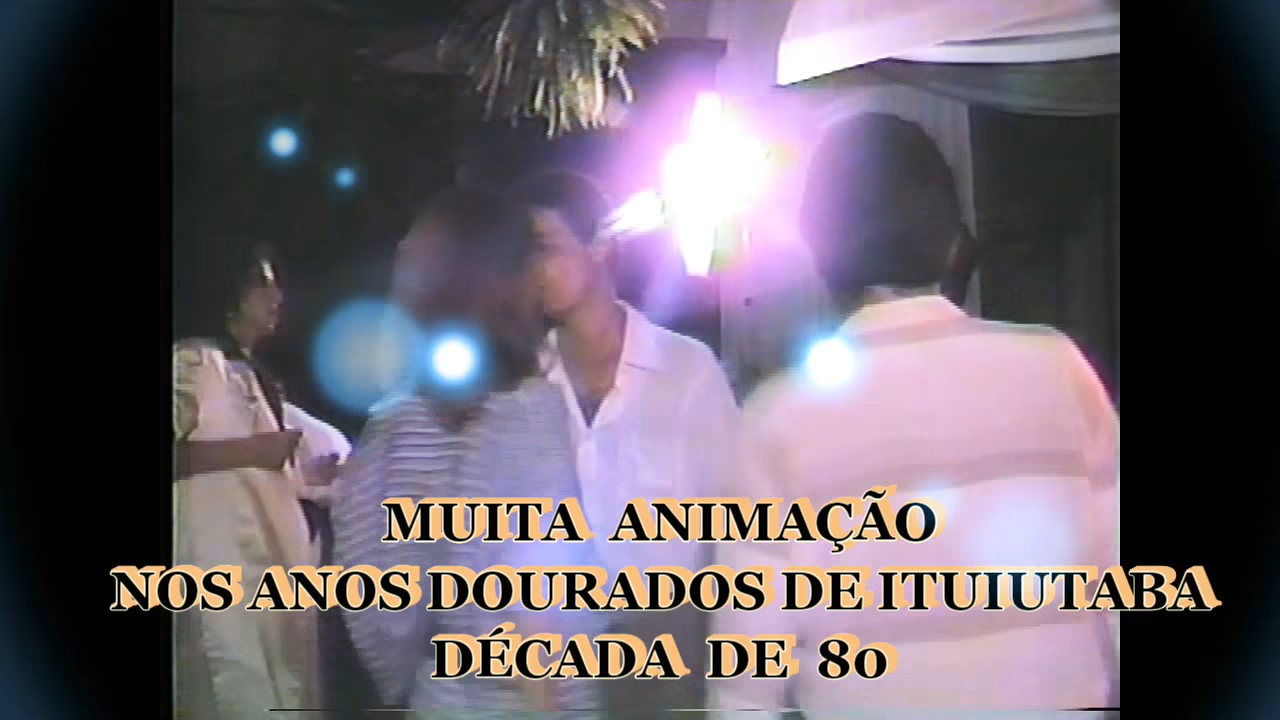 MUITA ANIMAÇÃO
NOS ANOS DOURADOS DE ITUIUTABA
DÉCADA DE 80